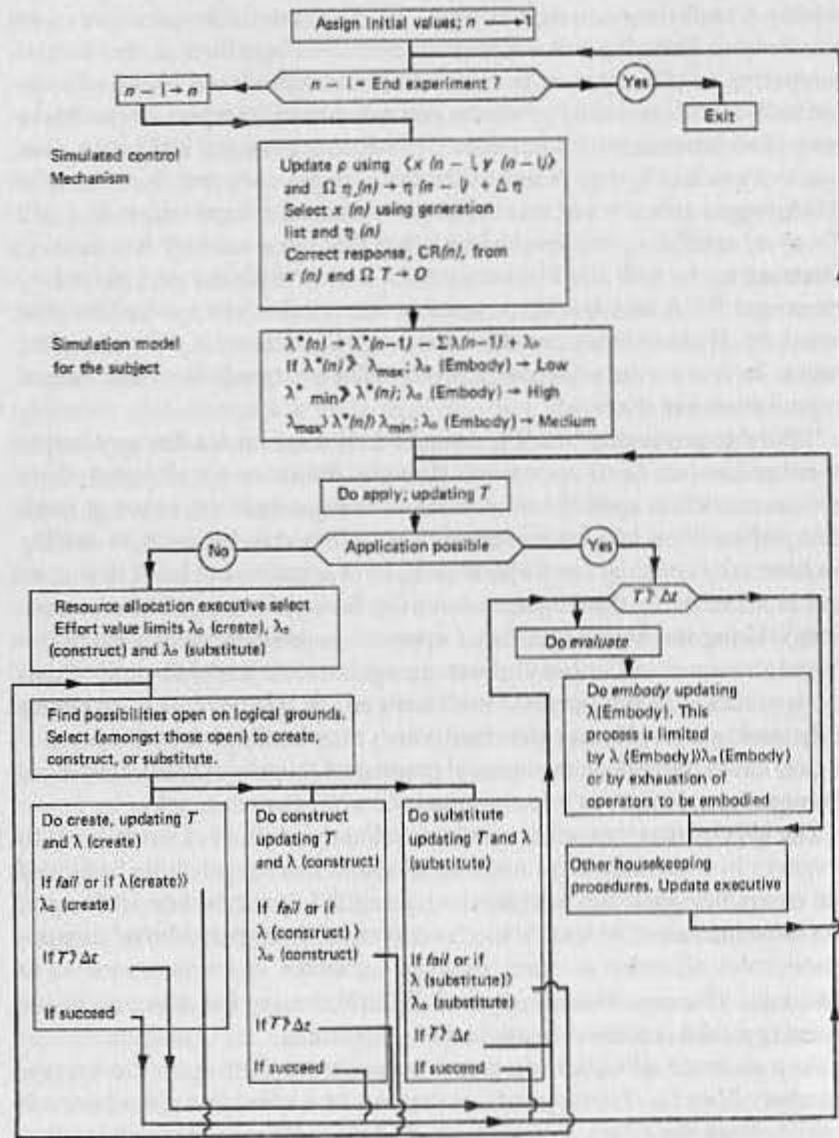 Assign initial values; n → 1
n – l → n
n – l = End experiment ?
Yes
Exit
Simulated control
Mechanism
Update ρ using ⟨x (n – l, y (n – l)⟩
and Ω η (n) → η (n – l) + Δ η
Select x (n) using generation
list and η (n)
Correct response, CR(n), from
x (n) and Ω T → O
Simulation model
for the subject
λ*(n) → λ*(n–1) – Σλ(n–1) + λ₀
If λ*(n) ⟩ λmax; λ₀ (Embody) → Low
λ*min ⟩ λ*(n); λ₀ (Embody) → High
λmax ⟩ λ*(n) ⟩ λmin; λ₀ (Embody) → Medium
Do apply; updating T
No
Application possible
Yes
T ⟩ Δt
Resource allocation executive select
Effort value limits λ₀ (create), λ₀
(construct) and λ₀ (substitute)
Do evaluate
Find possibilities open on logical grounds.
Select (amongst those open) to create,
construct, or substitute.
Do embody updating
λ(Embody). This
process is limited
by λ (Embody)⟩λ₀(Embody)
or by exhaustion of
operators to be embodied
Do create, updating T
and λ (create)
If fail or if λ(create)⟩
λ₀ (create)
If T ⟩ Δt
If succeed
Do construct
updating T
and λ (construct)
If fail or if
λ (construct) ⟩
λ₀ (construct)
If T ⟩ Δt
If succeed
Do substitute
updating T and λ
(substitute)
If fail or if
λ (substitute)⟩
λ₀ (substitute)
If T ⟩ Δt
If succeed
Other housekeeping
procedures. Update executive